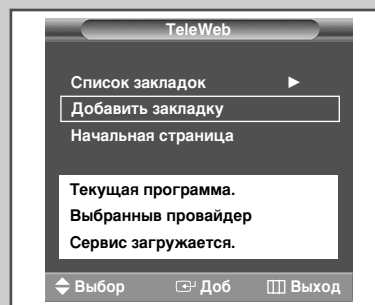 TeleWeb
Список закладок
Добавить закладку
Начальная страница
Текущая программа.
Выбранныв провайдер
Сервис загружается.
Выбор Доб Выход